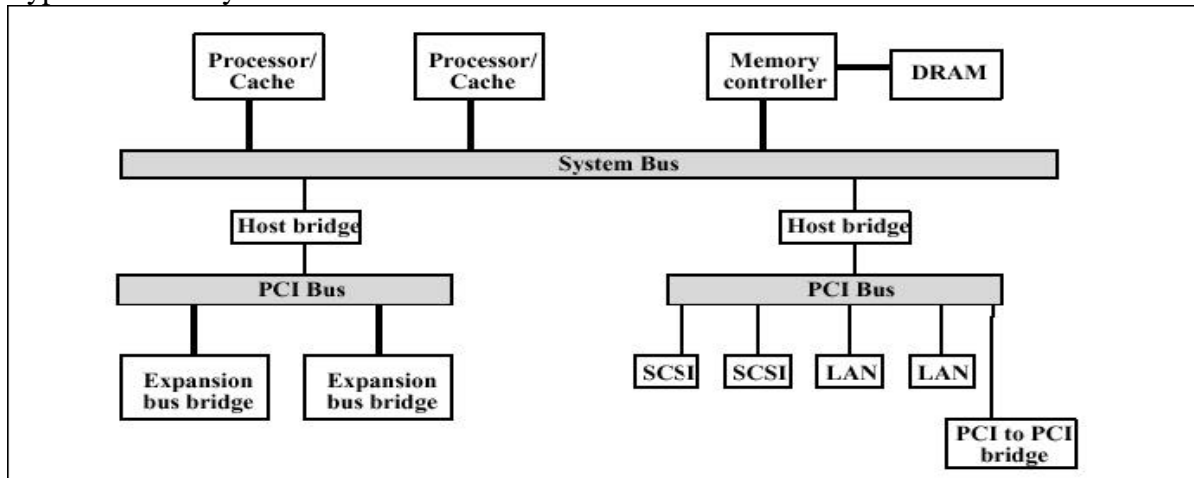 Processor/
Cache
Processor/
Cache
Memory
controller
DRAM
System Bus
Host bridge
Host bridge
PCI Bus
PCI Bus
Expansion
bus bridge
Expansion
bus bridge
SCSI
SCSI
LAN
LAN
PCI to PCI
bridge